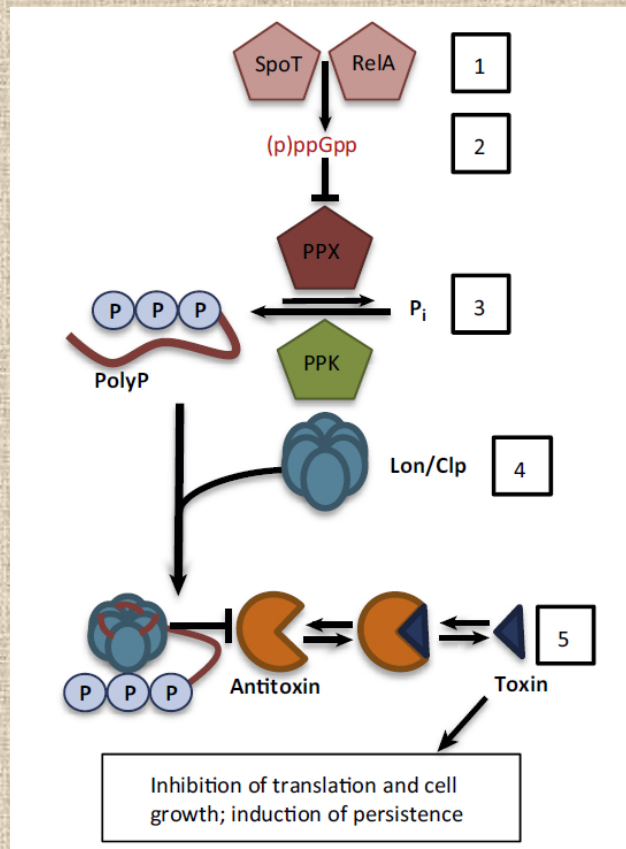 SpoT RelA 1
(p)ppGpp 2
PPX
P P P Pi 3
PolyP PPK
Lon/Clp 4
5
Antitoxin Toxin
P P P
Inhibition of translation and cell
growth; induction of persistence